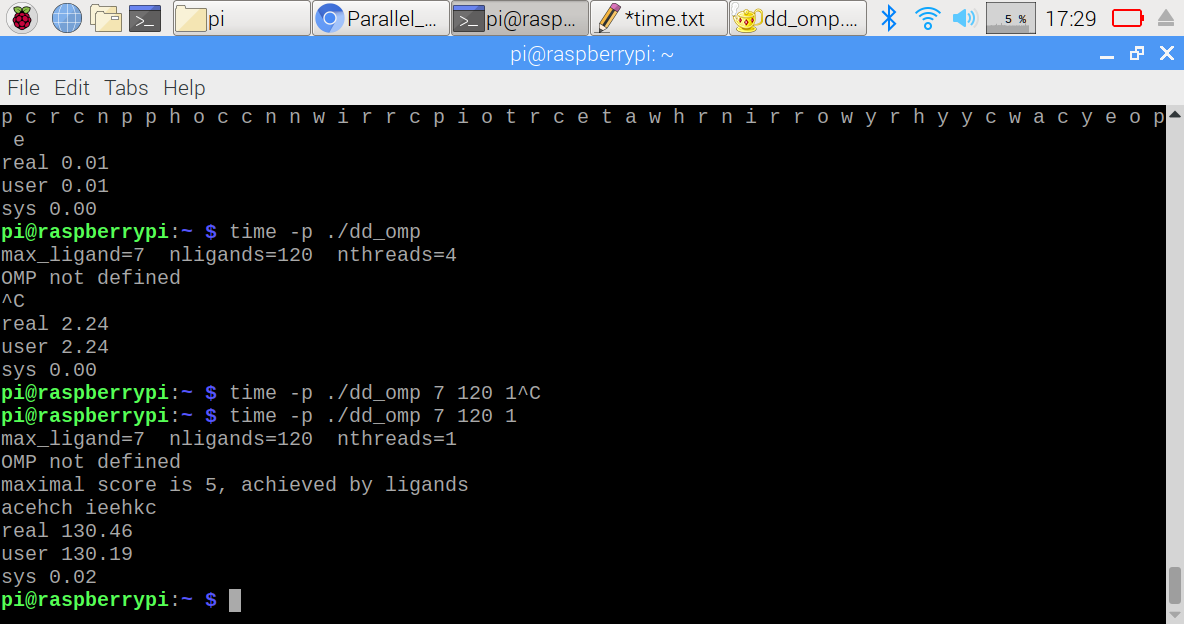 pi
Parallel_...
pi@rasp...
*time.txt
dd_omp....
5 %
17:29
pi@raspberrypi: ~
File Edit Tabs Help
p c r c n p p h o c c n n w i r r c p i o t r c e t a w h r n i r r o w y r h y y c w a c y e o p
e
real 0.01
user 0.01
sys 0.00
pi@raspberrypi:~ $ time -p ./dd_omp
max_ligand=7  nligands=120  nthreads=4
OMP not defined
^C
real 2.24
user 2.24
sys 0.00
pi@raspberrypi:~ $ time -p ./dd_omp 7 120 1^C
pi@raspberrypi:~ $ time -p ./dd_omp 7 120 1
max_ligand=7  nligands=120  nthreads=1
OMP not defined
maximal score is 5, achieved by ligands
acehch ieehkc
real 130.46
user 130.19
sys 0.02
pi@raspberrypi:~ $